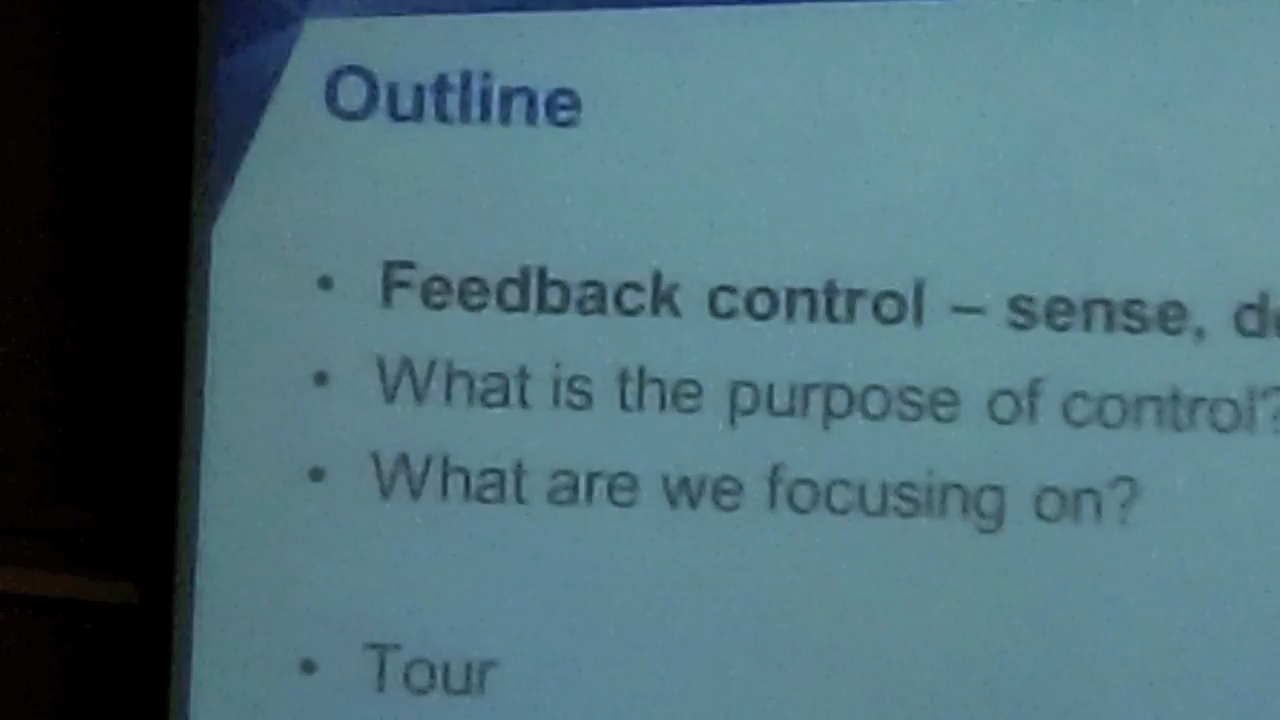 Outline
• Feedback control – sense,
• What is the purpose of control?
• What are we focusing on?
• Tour